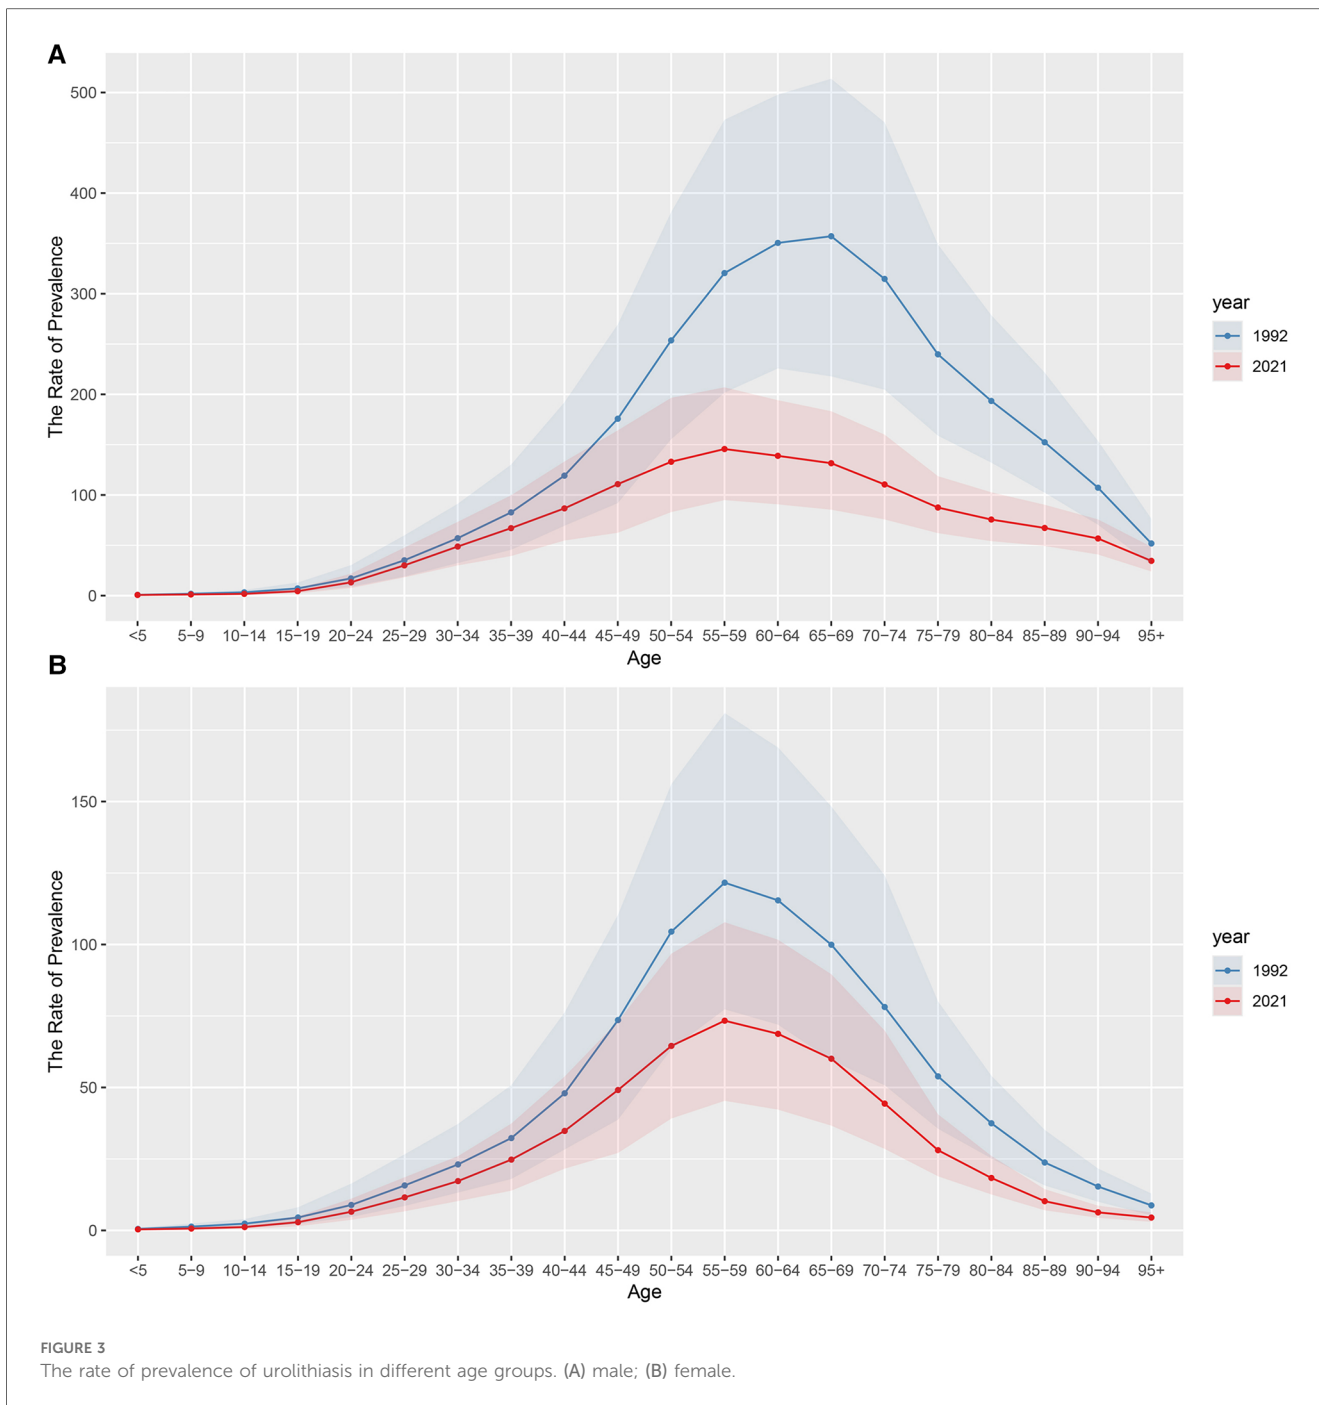 A
500
400
300
200
100
0
The Rate of Prevalence
<5 5–9 10–14 15–19 20–24 25–29 30–34 35–39 40–44 45–49 50–54 55–59 60–64 65–69 70–74 75–79 80–84 85–89 90–94 95+
Age
year
1992
2021
B
150
100
50
0
The Rate of Prevalence
<5 5–9 10–14 15–19 20–24 25–29 30–34 35–39 40–44 45–49 50–54 55–59 60–64 65–69 70–74 75–79 80–84 85–89 90–94 95+
Age
year
1992
2021
FIGURE 3
The rate of prevalence of urolithiasis in different age groups. (A) male; (B) female.